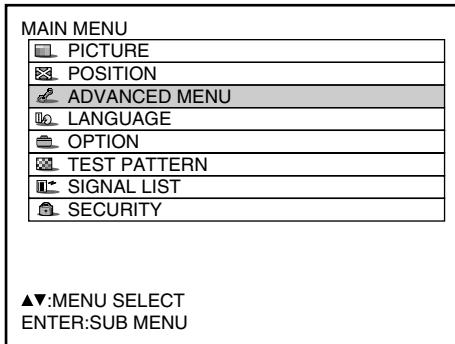 MAIN MENU
PICTURE
POSITION
ADVANCED MENU
LANGUAGE
OPTION
TEST PATTERN
SIGNAL LIST
SECURITY
▲▼:MENU SELECT
ENTER:SUB MENU